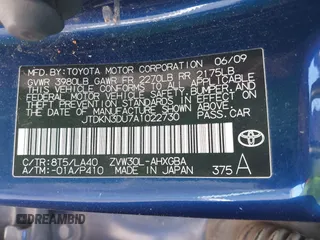 MFD. BY: TOYOTA MOTOR CORPORATION 06/09
GVWR 3980LB GAWR FR 2270LB RR 2175LB
THIS VEHICLE CONFORMS TO ALL APPLICABLE
FEDERAL MOTOR VEHICLE SAFETY, BUMPER, AND
THEFT PREVENTION STANDARDS IN EFFECT ON
THE DATE OF MANUFACTURE SHOWN ABOVE.
JTDKN3DU7A1022730 PASS. CAR
TOYOTA
C/TR: 8T5/LA40 ZVW30L-AHXGBA
A/TM: -01A/P410 MADE IN JAPAN 375 A
DREAMBID